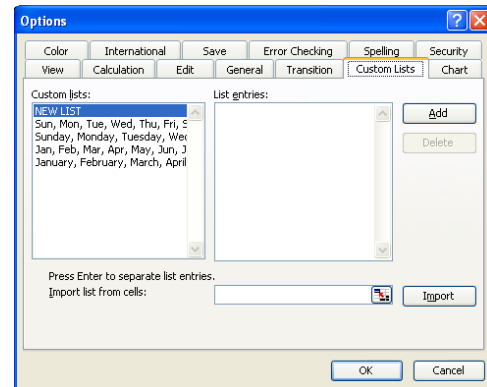 Options
Color International Save Error Checking Spelling Security
View Calculation Edit General Transition Custom Lists Chart
Custom lists: List entries:
NEW LIST
Sun, Mon, Tue, Wed, Thu, Fri, S
Sunday, Monday, Tuesday, Wed
Jan, Feb, Mar, Apr, May, Jun, J
January, February, March, April
Add
Delete
Press Enter to separate list entries.
Import list from cells:
Import
OK Cancel